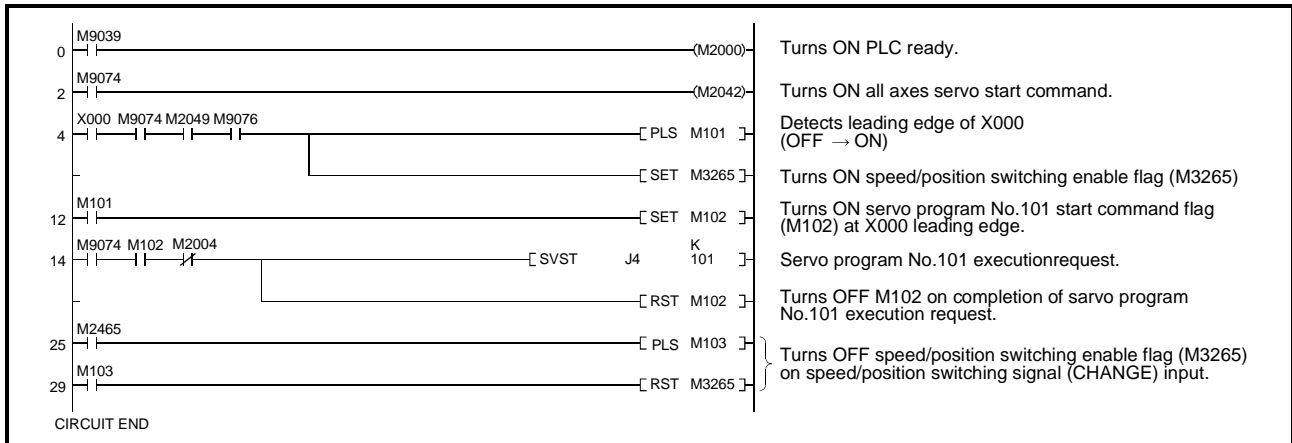 M9039
0 (M2000) Turns ON PLC ready.
M9074
2 (M2042) Turns ON all axes servo start command.
X000 M9074 M2049 M9076
4 PLS M101 Detects leading edge of X000
(OFF → ON)
SET M3265 Turns ON speed/position switching enable flag (M3265)
M101
12 SET M102 Turns ON servo program No.101 start command flag
(M102) at X000 leading edge.
M9074 M102 M2004
14 SVST J4 K 101 Servo program No.101 executionrequest.
RST M102 Turns OFF M102 on completion of sarvo program
No.101 execution request.
M2465
25 PLS M103 Turns OFF speed/position switching enable flag (M3265)
on speed/position switching signal (CHANGE) input.
M103
29 RST M3265
CIRCUIT END